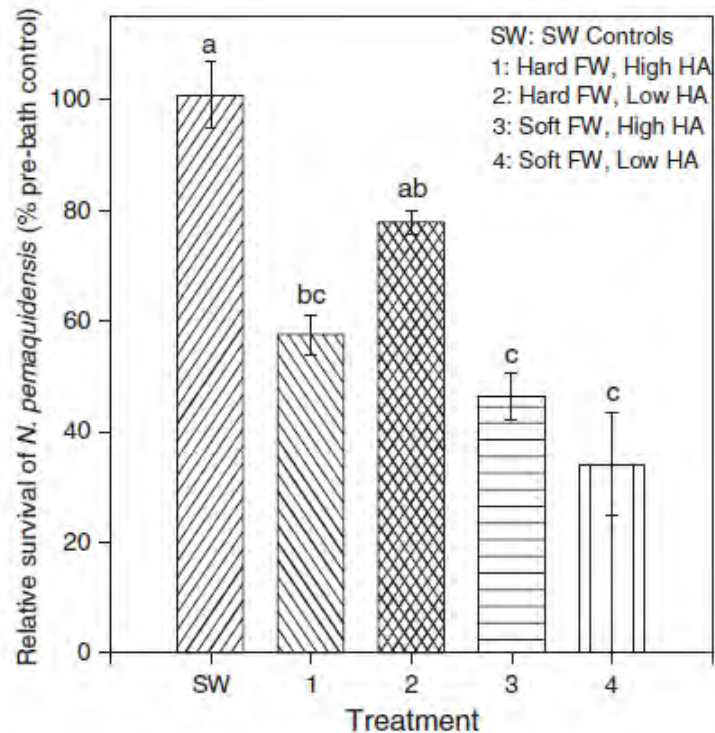 Relative survival of N. pemaquidensis (% pre-bath control)
100
80
60
40
20
0
a
bc
ab
c
c
SW: SW Controls
1: Hard FW, High HA
2: Hard FW, Low HA
3: Soft FW, High HA
4: Soft FW, Low HA
SW 1 2 3 4
Treatment